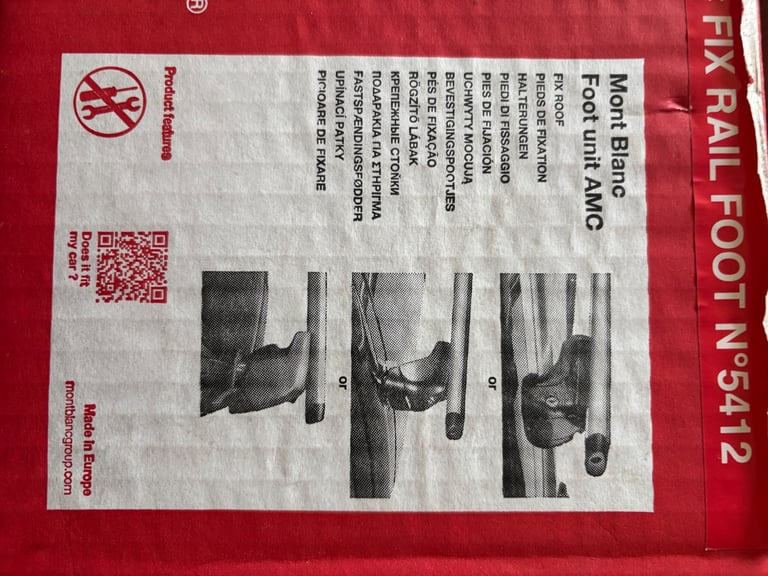 FIX RAIL FOOT N°5412
®
Mont Blanc
Foot unit AMC
FIX ROOF
PIEDS DE FIXATION
HALTERUNGEN
PIEDI DI FISSAGGIO
PIES DE FIJACIÓN
UCHWYTY MOCUJĄ
BEVESTIGINGSPOOTJES
PÉS DE FIXAÇÃO
RÖGZÍTŐ LÁBAK
КРЕПЕЖНЫЕ СТОЙКИ
ΠΟΔΑΡΑΚΙΑ ΓΙΑ ΣΤΗΡΙΓΜΑ
FASTSPÆNDINGSFØDDER
UPÍNACÍ PATKY
PICIOARE DE FIXARE
or
or
Product features
Does it fit
my car ?
Made in Europe
montblancgroup.com